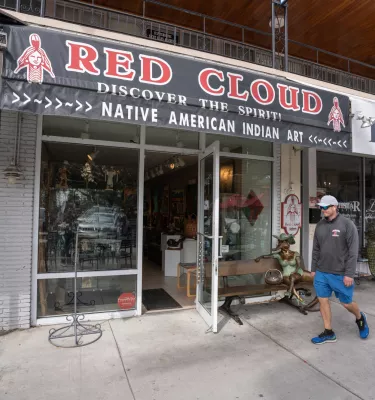 RED CLOUD
DISCOVER THE SPIRIT!
>~>~>~>> NATIVE AMERICAN INDIAN ART <<~<~<~<